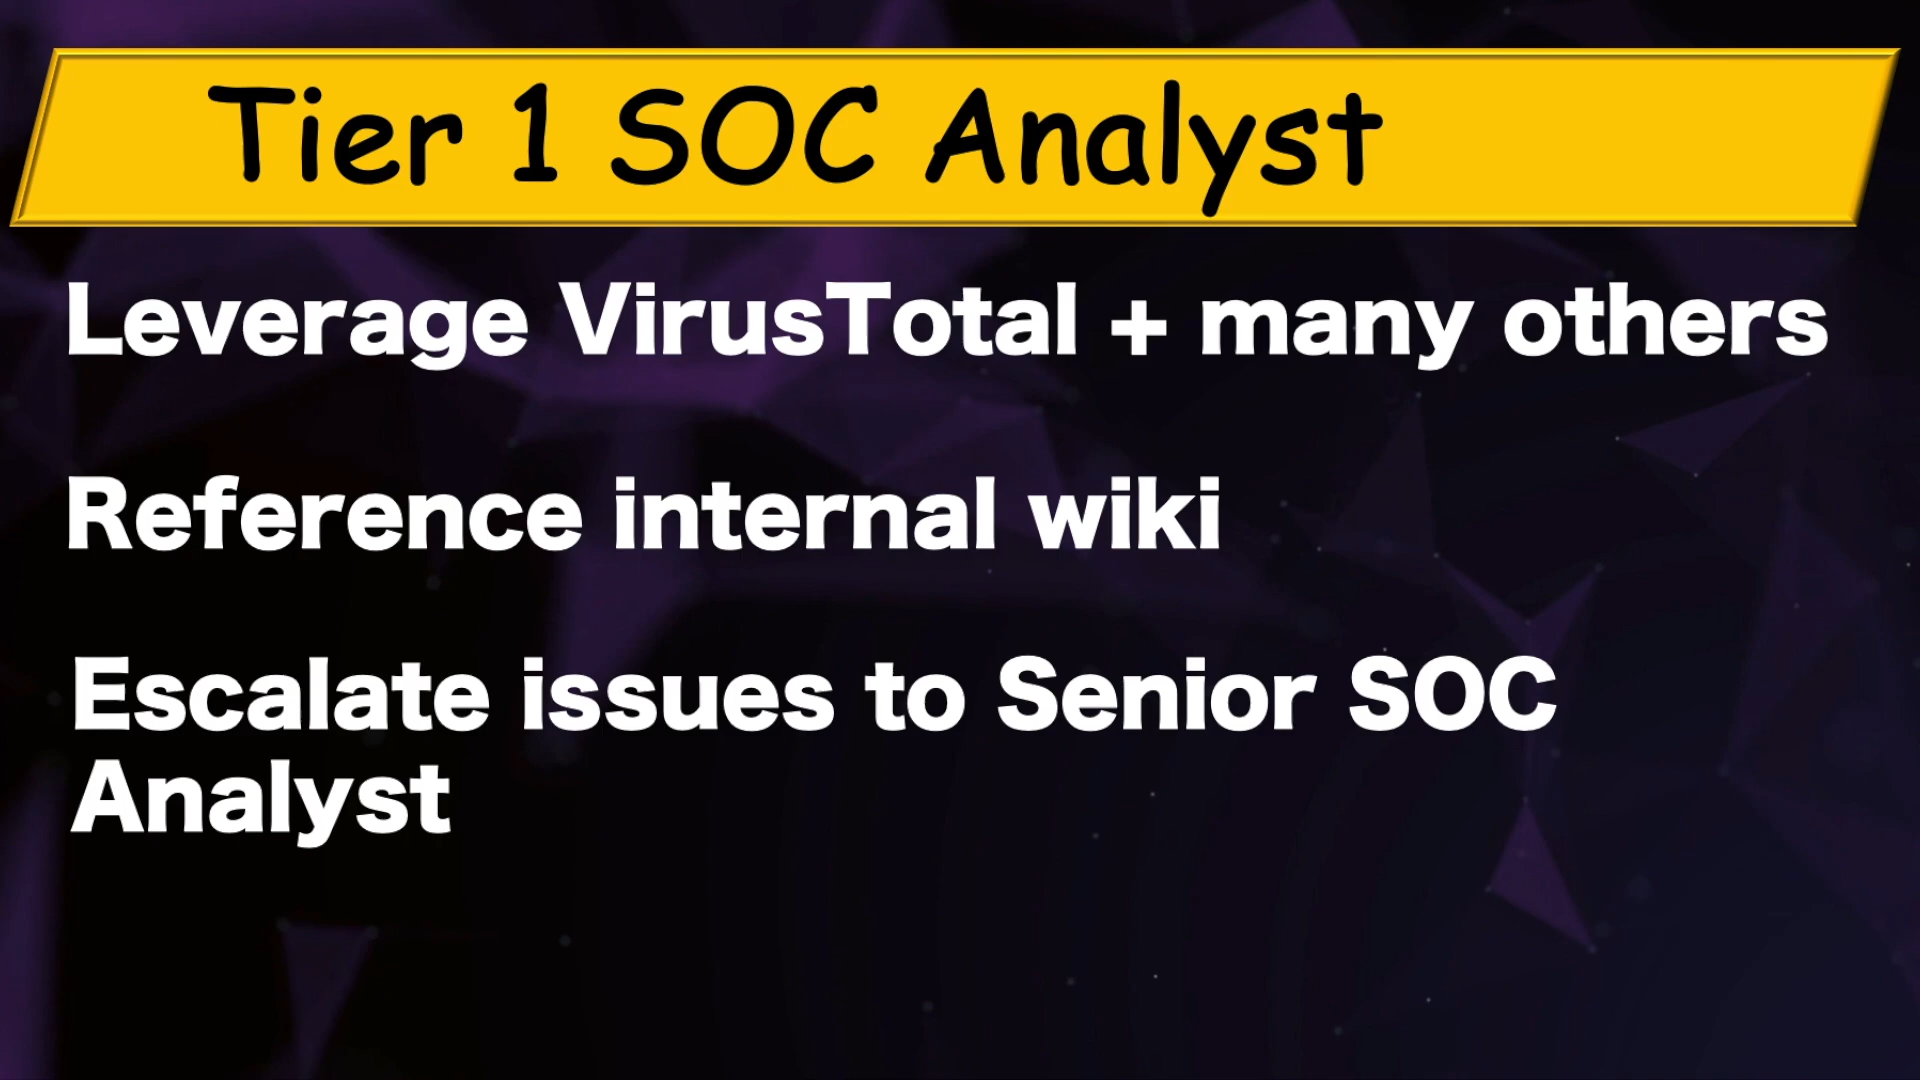 Tier 1 SOC Analyst
Leverage VirusTotal + many others
Reference internal wiki
Escalate issues to Senior SOC
Analyst